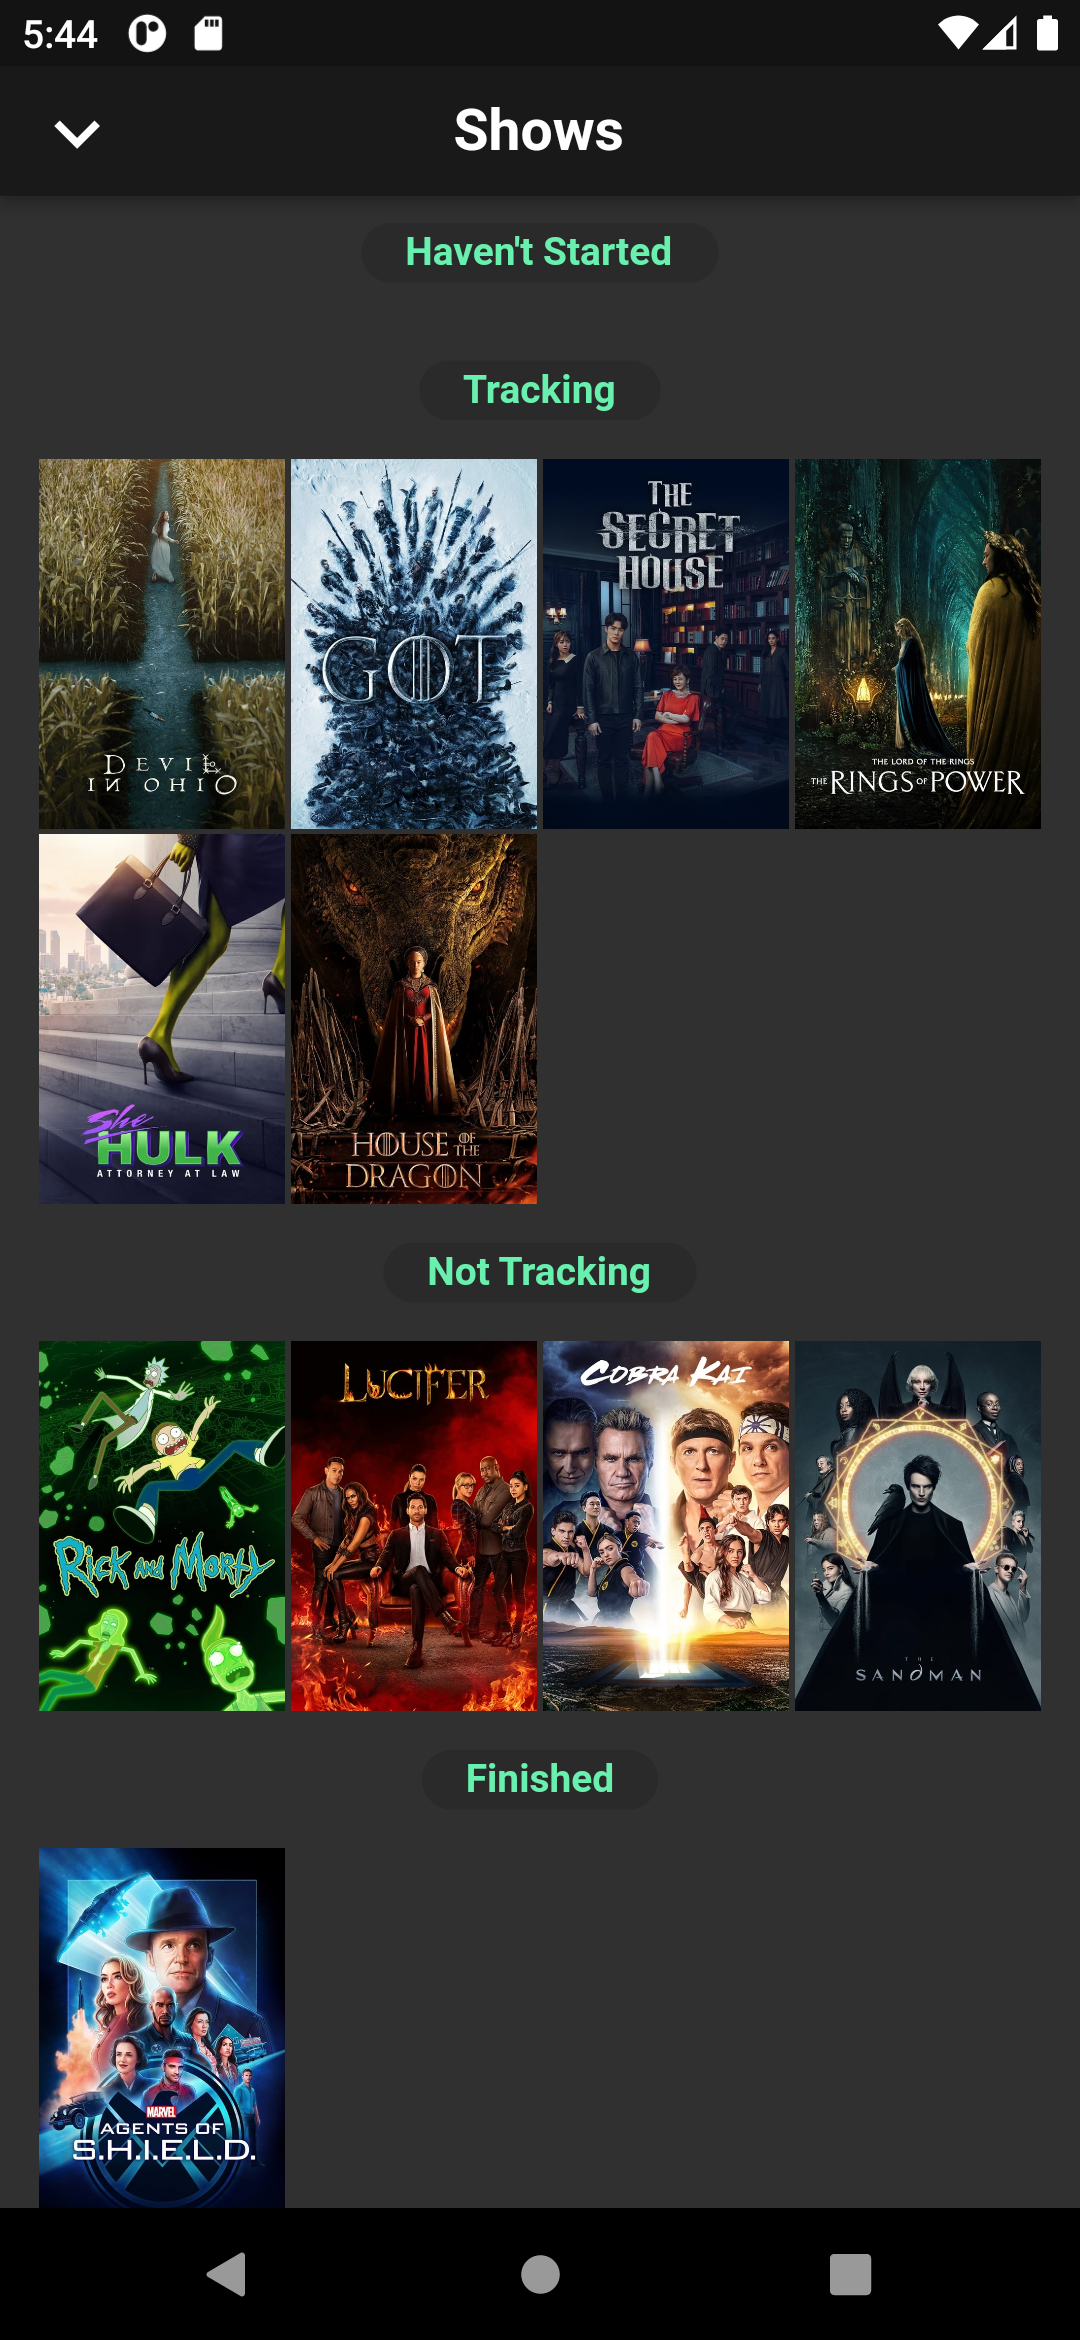 5:44
Shows
Haven't Started
Tracking
DEVIL
IN OHIO
GOT
THE
SECRET
HOUSE
THE LORD OF THE RINGS
THE RINGS OF POWER
She
HULK
ATTORNEY AT LAW
HOUSE OF THE
DRAGON
Not Tracking
RICK AND MORTY
LUCIFER
COBRA KAI
THE
SANDMAN
Finished
MARVEL
AGENTS OF
S.H.I.E.L.D.